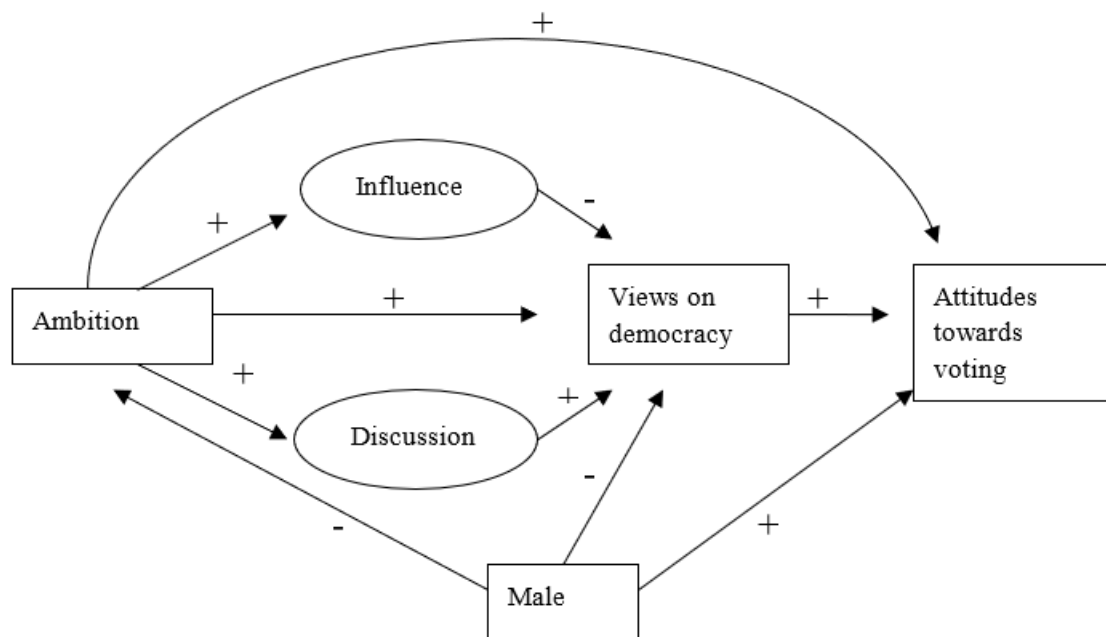 +
Influence
-
+
Ambition
+
Views on
democracy
+
Attitudes
towards
voting
+
Discussion
+
-
-
+
Male